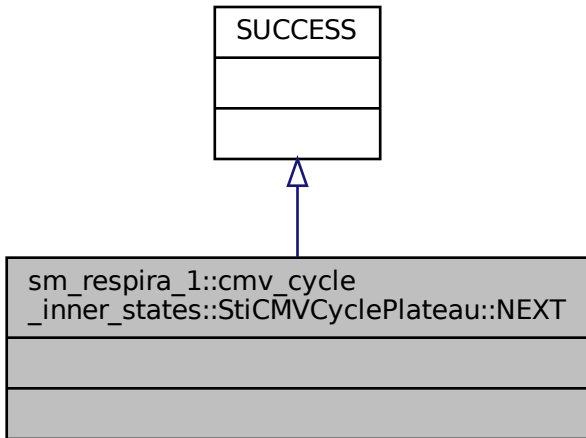 SUCCESS
sm_respira_1::cmv_cycle
_inner_states::StiCMVCyclePlateau::NEXT